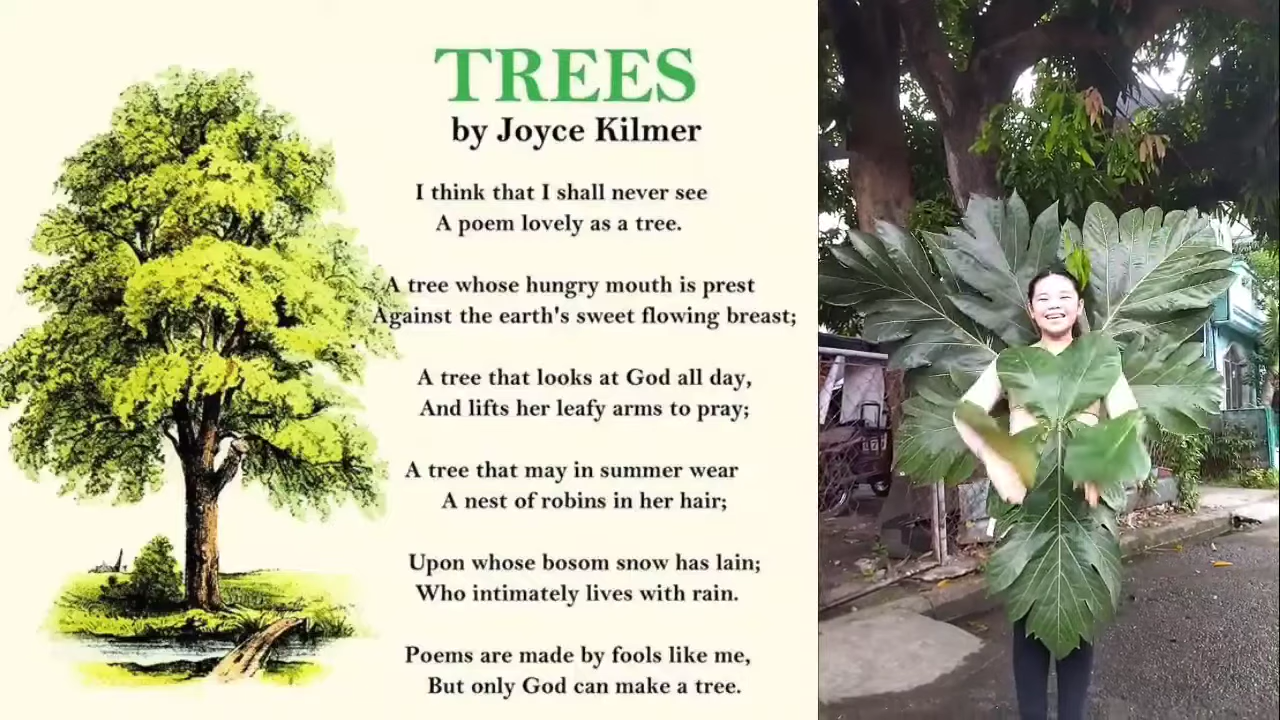 TREES
by Joyce Kilmer
I think that I shall never see
A poem lovely as a tree.
A tree whose hungry mouth is prest
Against the earth's sweet flowing breast;
A tree that looks at God all day,
And lifts her leafy arms to pray;
A tree that may in summer wear
A nest of robins in her hair;
Upon whose bosom snow has lain;
Who intimately lives with rain.
Poems are made by fools like me,
But only God can make a tree.